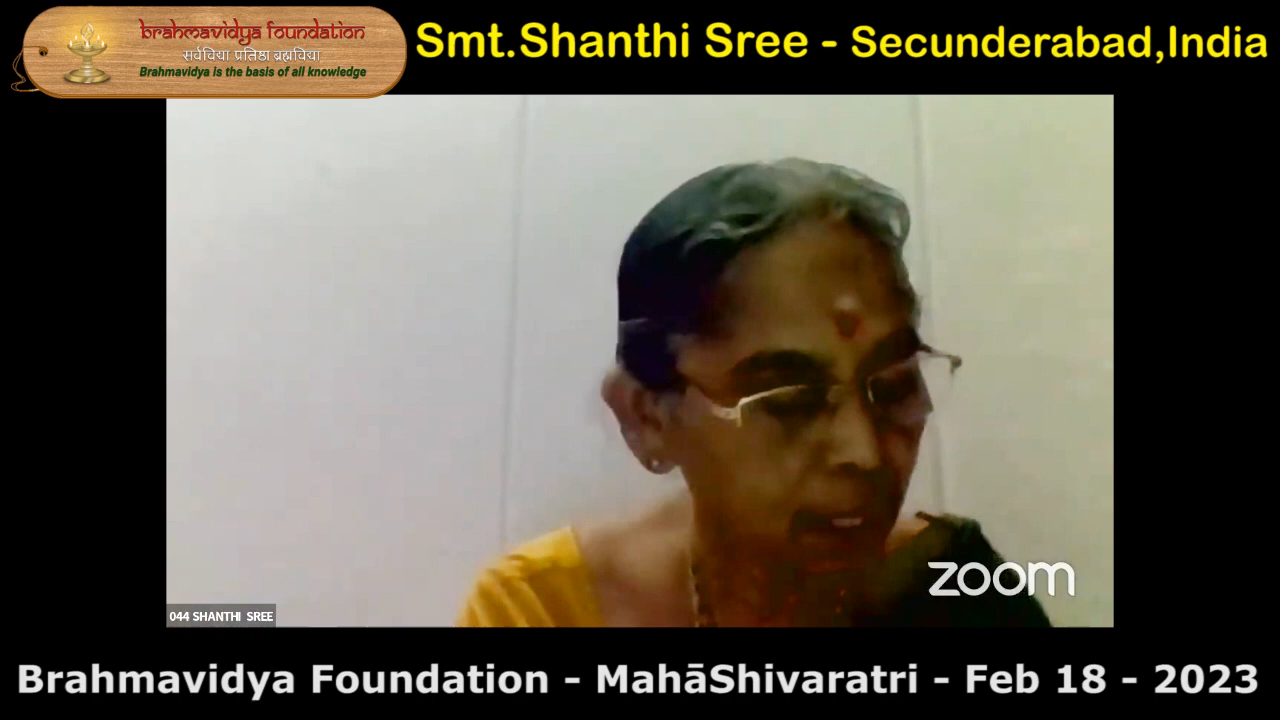 brahmavidya foundation
सर्वविद्या प्रतिष्ठा ब्रह्मविद्या
Brahmavidya is the basis of all knowledge
Smt.Shanthi Sree - Secunderabad,India
zoom
044 SHANTHI SREE
Brahmavidya Foundation - MahāShivaratri - Feb 18 - 2023